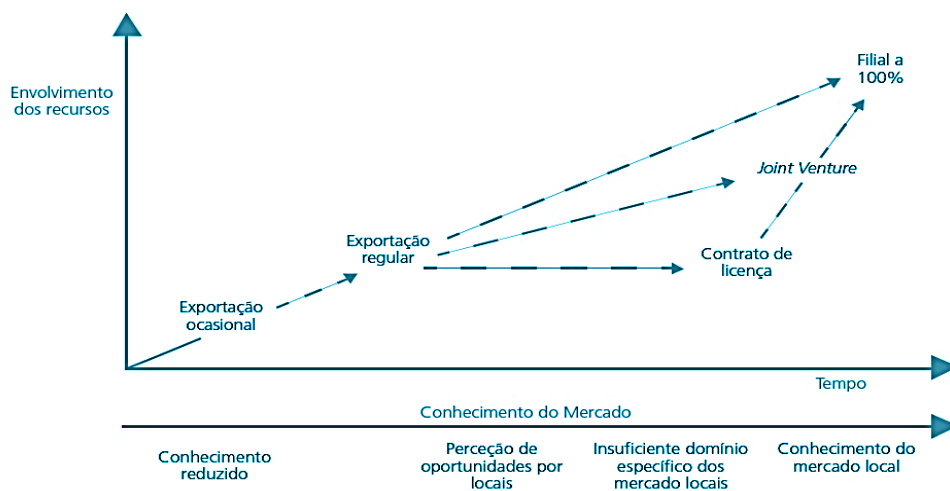 Envolvimento
dos recursos
Filial a
100%
Joint Venture
Exportação
regular
Contrato de
licença
Exportação
ocasional
Tempo
Conhecimento do Mercado
Conhecimento
reduzido
Perceção de
oportunidades por
locais
Insuficiente domínio
específico dos
mercado locais
Conhecimento do
mercado local